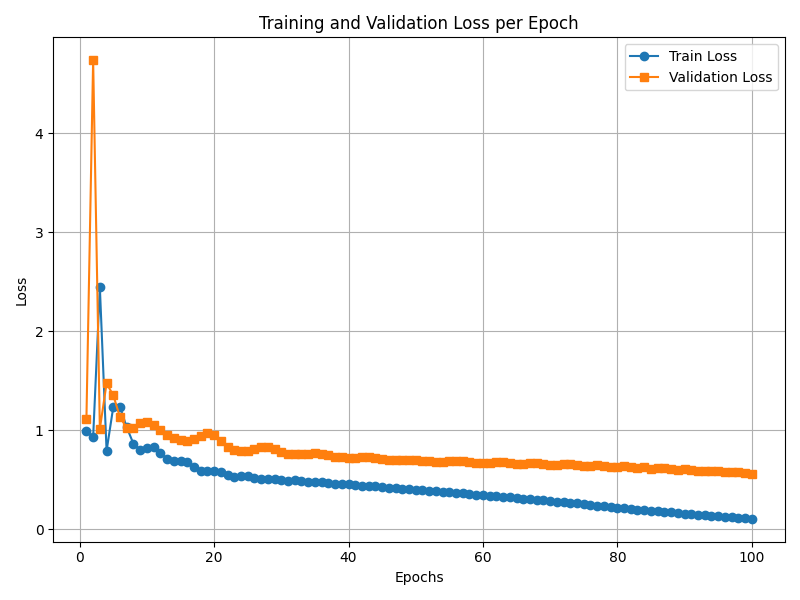 Training and Validation Loss per Epoch
Train Loss
Validation Loss
4
3
2
1
0
Loss
0 20 40 60 80 100
Epochs